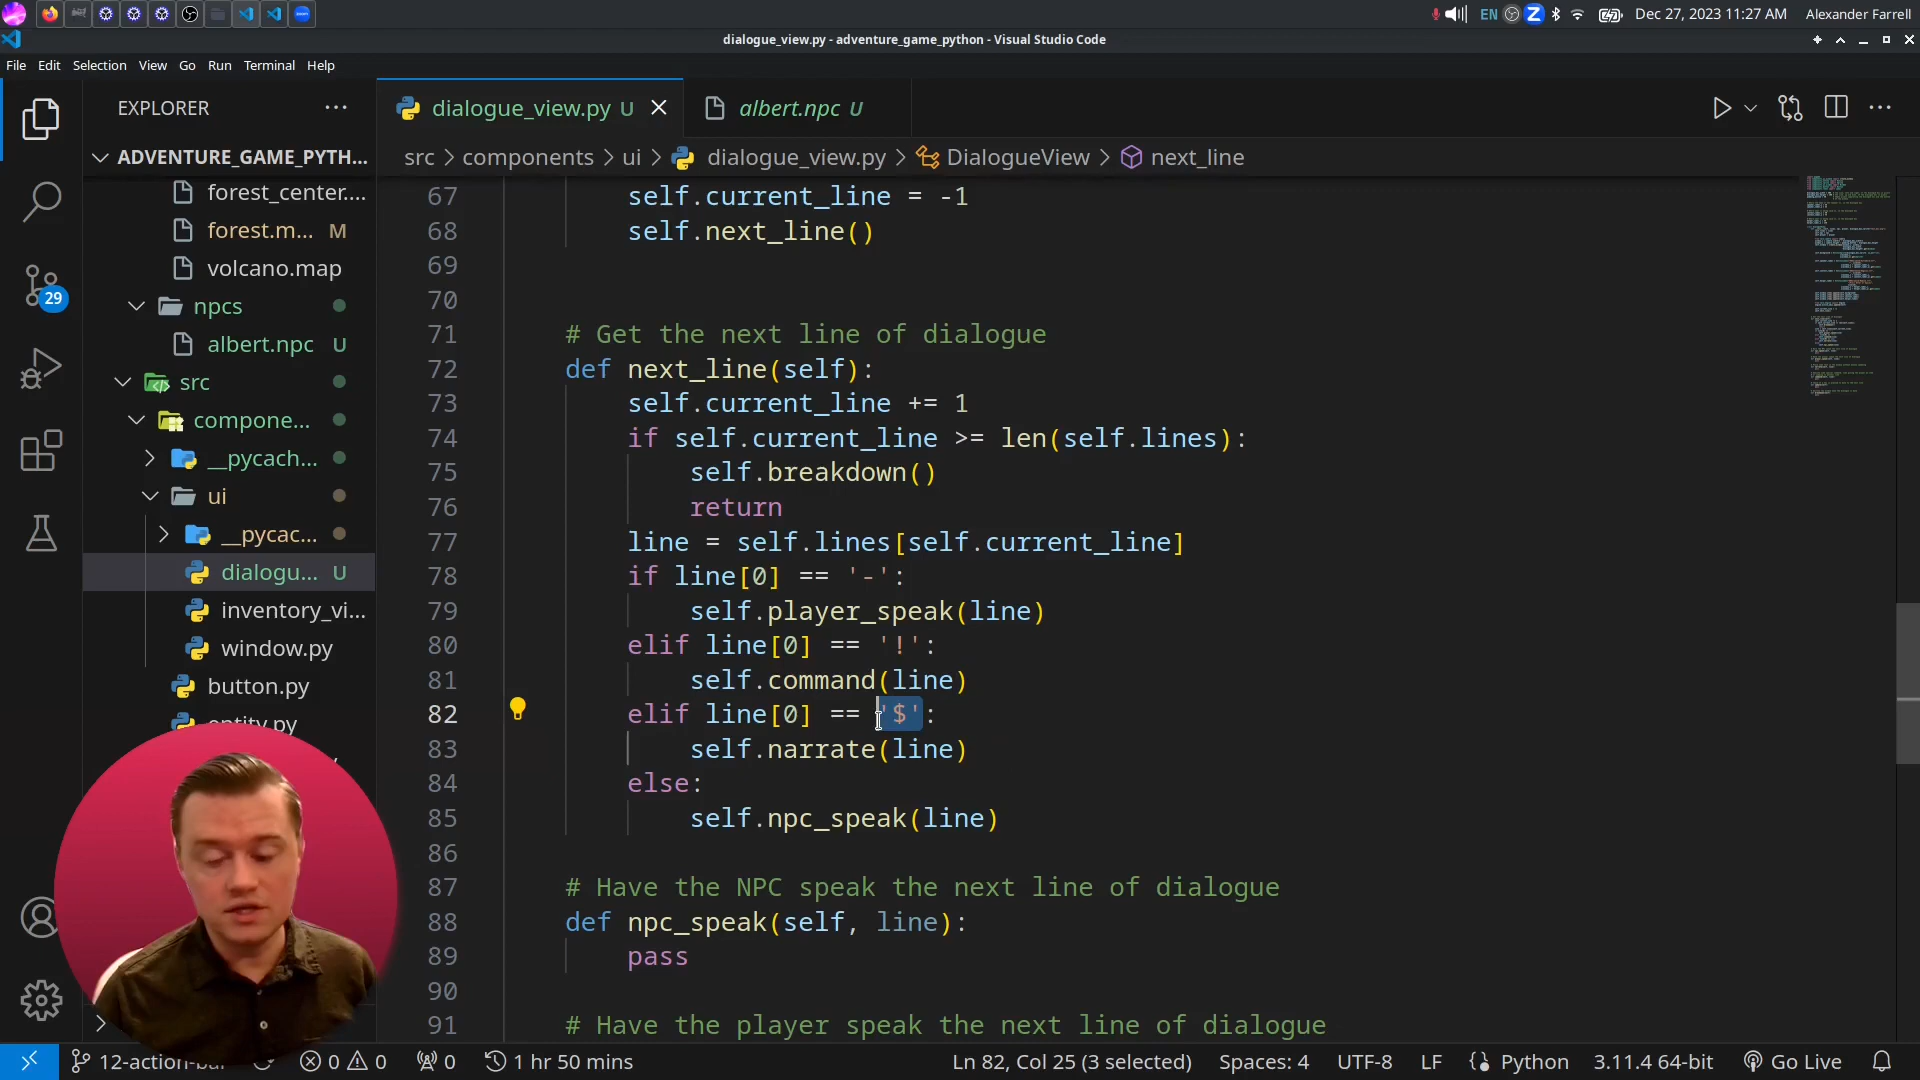 EN
Dec 27, 2023 11:27 AM
Alexander Farrell
dialogue_view.py - adventure_game_python - Visual Studio Code
File Edit Selection View Go Run Terminal Help
EXPLORER
dialogue_view.py U
albert.npc U
ADVENTURE_GAME_PYTH...
src > components > ui > dialogue_view.py > DialogueView > next_line
forest_center....
forest.m... M
volcano.map
npcs
albert.npc U
src
compone...
__pycach...
ui
__pycac...
dialogu... U
inventory_vi...
window.py
button.py
entity.py
29
67 self.current_line = -1
68 self.next_line()
69
70
71 # Get the next line of dialogue
72 def next_line(self):
73 self.current_line += 1
74 if self.current_line >= len(self.lines):
75 self.breakdown()
76 return
77 line = self.lines[self.current_line]
78 if line[0] == '-':
79 self.player_speak(line)
80 elif line[0] == '!':
81 self.command(line)
82 elif line[0] == '$':
83 self.narrate(line)
84 else:
85 self.npc_speak(line)
86
87 # Have the NPC speak the next line of dialogue
88 def npc_speak(self, line):
89 pass
90
91 # Have the player speak the next line of dialogue
12-action-bar
0 0
0
1 hr 50 mins
Ln 82, Col 25 (3 selected)
Spaces: 4
UTF-8
LF
Python
3.11.4 64-bit
Go Live